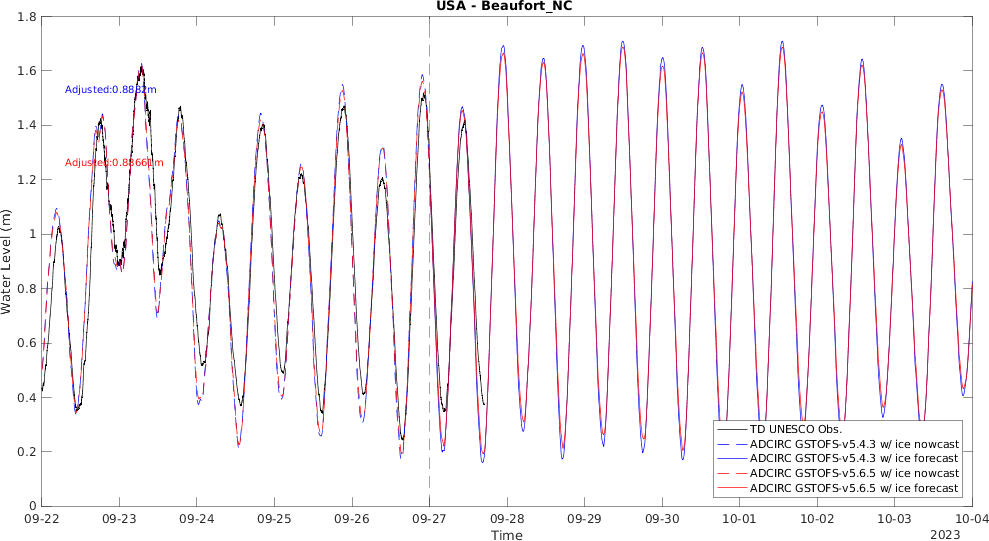 USA - Beaufort_NC
1.8
1.6
1.4
1.2
1
0.8
0.6
0.4
0.2
0
Water Level (m)
Adjusted:0.8832m
Adjusted:0.88661m
TD UNESCO Obs.
ADCIRC GSTOFS-v5.4.3 w/ ice nowcast
ADCIRC GSTOFS-v5.4.3 w/ ice forecast
ADCIRC GSTOFS-v5.6.5 w/ ice nowcast
ADCIRC GSTOFS-v5.6.5 w/ ice forecast
09-22 09-23 09-24 09-25 09-26 09-27 09-28 09-29 09-30 10-01 10-02 10-03 10-04
Time
2023